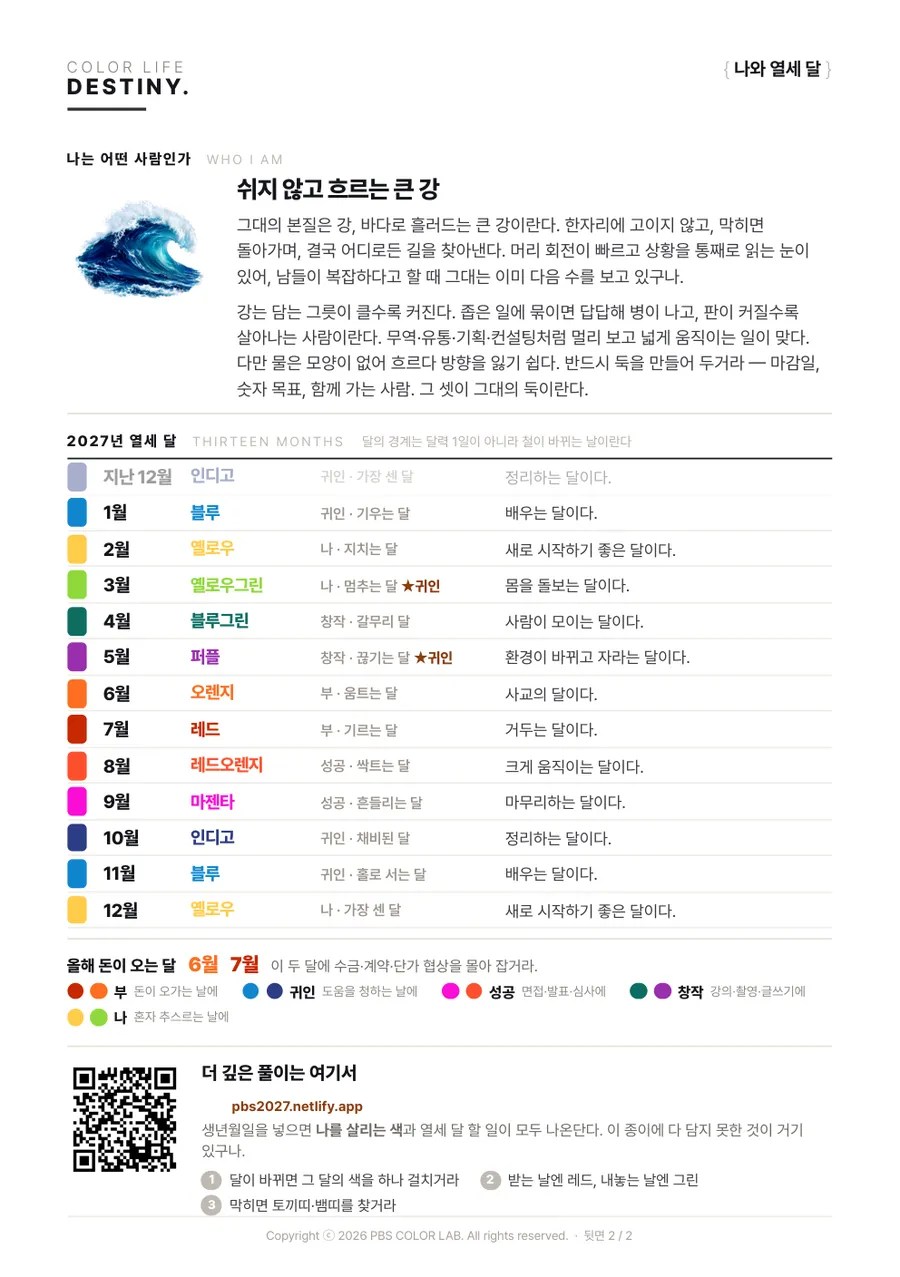 COLOR LIFE
DESTINY.
{ 나와 열세 달 }
나는 어떤 사람인가 WHO I AM
쉬지 않고 흐르는 큰 강
그대의 본질은 강, 바다로 흘러드는 큰 강이란다. 한자리에 고이지 않고, 막히면
돌아가며, 결국 어디로든 길을 찾아낸다. 머리 회전이 빠르고 상황을 통째로 읽는 눈이
있어, 남들이 복잡하다고 할 때 그대는 이미 다음 수를 보고 있구나.
강는 담는 그릇이 클수록 커진다. 좁은 일에 묶이면 답답해 병이 나고, 판이 커질수록
살아나는 사람이란다. 무역·유통·기획·컨설팅처럼 멀리 보고 넓게 움직이는 일이 맞다.
다만 물은 모양이 없어 흐르다 방향을 잃기 쉽다. 반드시 둑을 만들어 두거라 — 마감일,
숫자 목표, 함께 가는 사람. 그 셋이 그대의 둑이란다.
2027년 열세 달 THIRTEEN MONTHS 달의 경계는 달력 1일이 아니라 철이 바뀌는 날이란다
지난 12월 인디고 귀인 · 가장 센 달 정리하는 달이다.
1월 블루 귀인 · 기우는 달 배우는 달이다.
2월 옐로우 나 · 지치는 달 새로 시작하기 좋은 달이다.
3월 옐로우그린 나 · 멈추는 달 ★귀인 몸을 돌보는 달이다.
4월 블루그린 창작 · 갈무리 달 사람이 모이는 달이다.
5월 퍼플 창작 · 끊기는 달 ★귀인 환경이 바뀌고 자라는 달이다.
6월 오렌지 부 · 움트는 달 사교의 달이다.
7월 레드 부 · 기르는 달 거두는 달이다.
8월 레드오렌지 성공 · 싹트는 달 크게 움직이는 달이다.
9월 마젠타 성공 · 흔들리는 달 마무리하는 달이다.
10월 인디고 귀인 · 채비된 달 정리하는 달이다.
11월 블루 귀인 · 홀로 서는 달 배우는 달이다.
12월 옐로우 나 · 가장 센 달 새로 시작하기 좋은 달이다.
올해 돈이 오는 달 6월 7월 이 두 달에 수금·계약·단가 협상을 몰아 잡거라.
부 돈이 오가는 날에 귀인 도움을 청하는 날에 성공 면접·발표·심사에 창작 강의·촬영·글쓰기에
나 혼자 추스르는 날에
더 깊은 풀이는 여기서
pbs2027.netlify.app
생년월일을 넣으면 나를 살리는 색과 열세 달 할 일이 모두 나온단다. 이 종이에 다 담지 못한 것이 거기
있구나.
1 달이 바뀌면 그 달의 색을 하나 걸치거라 2 받는 날엔 레드, 내놓는 날엔 그린
3 막히면 토끼띠·뱀띠를 찾거라
Copyright ⓒ 2026 PBS COLOR LAB. All rights reserved. · 뒷면 2 / 2